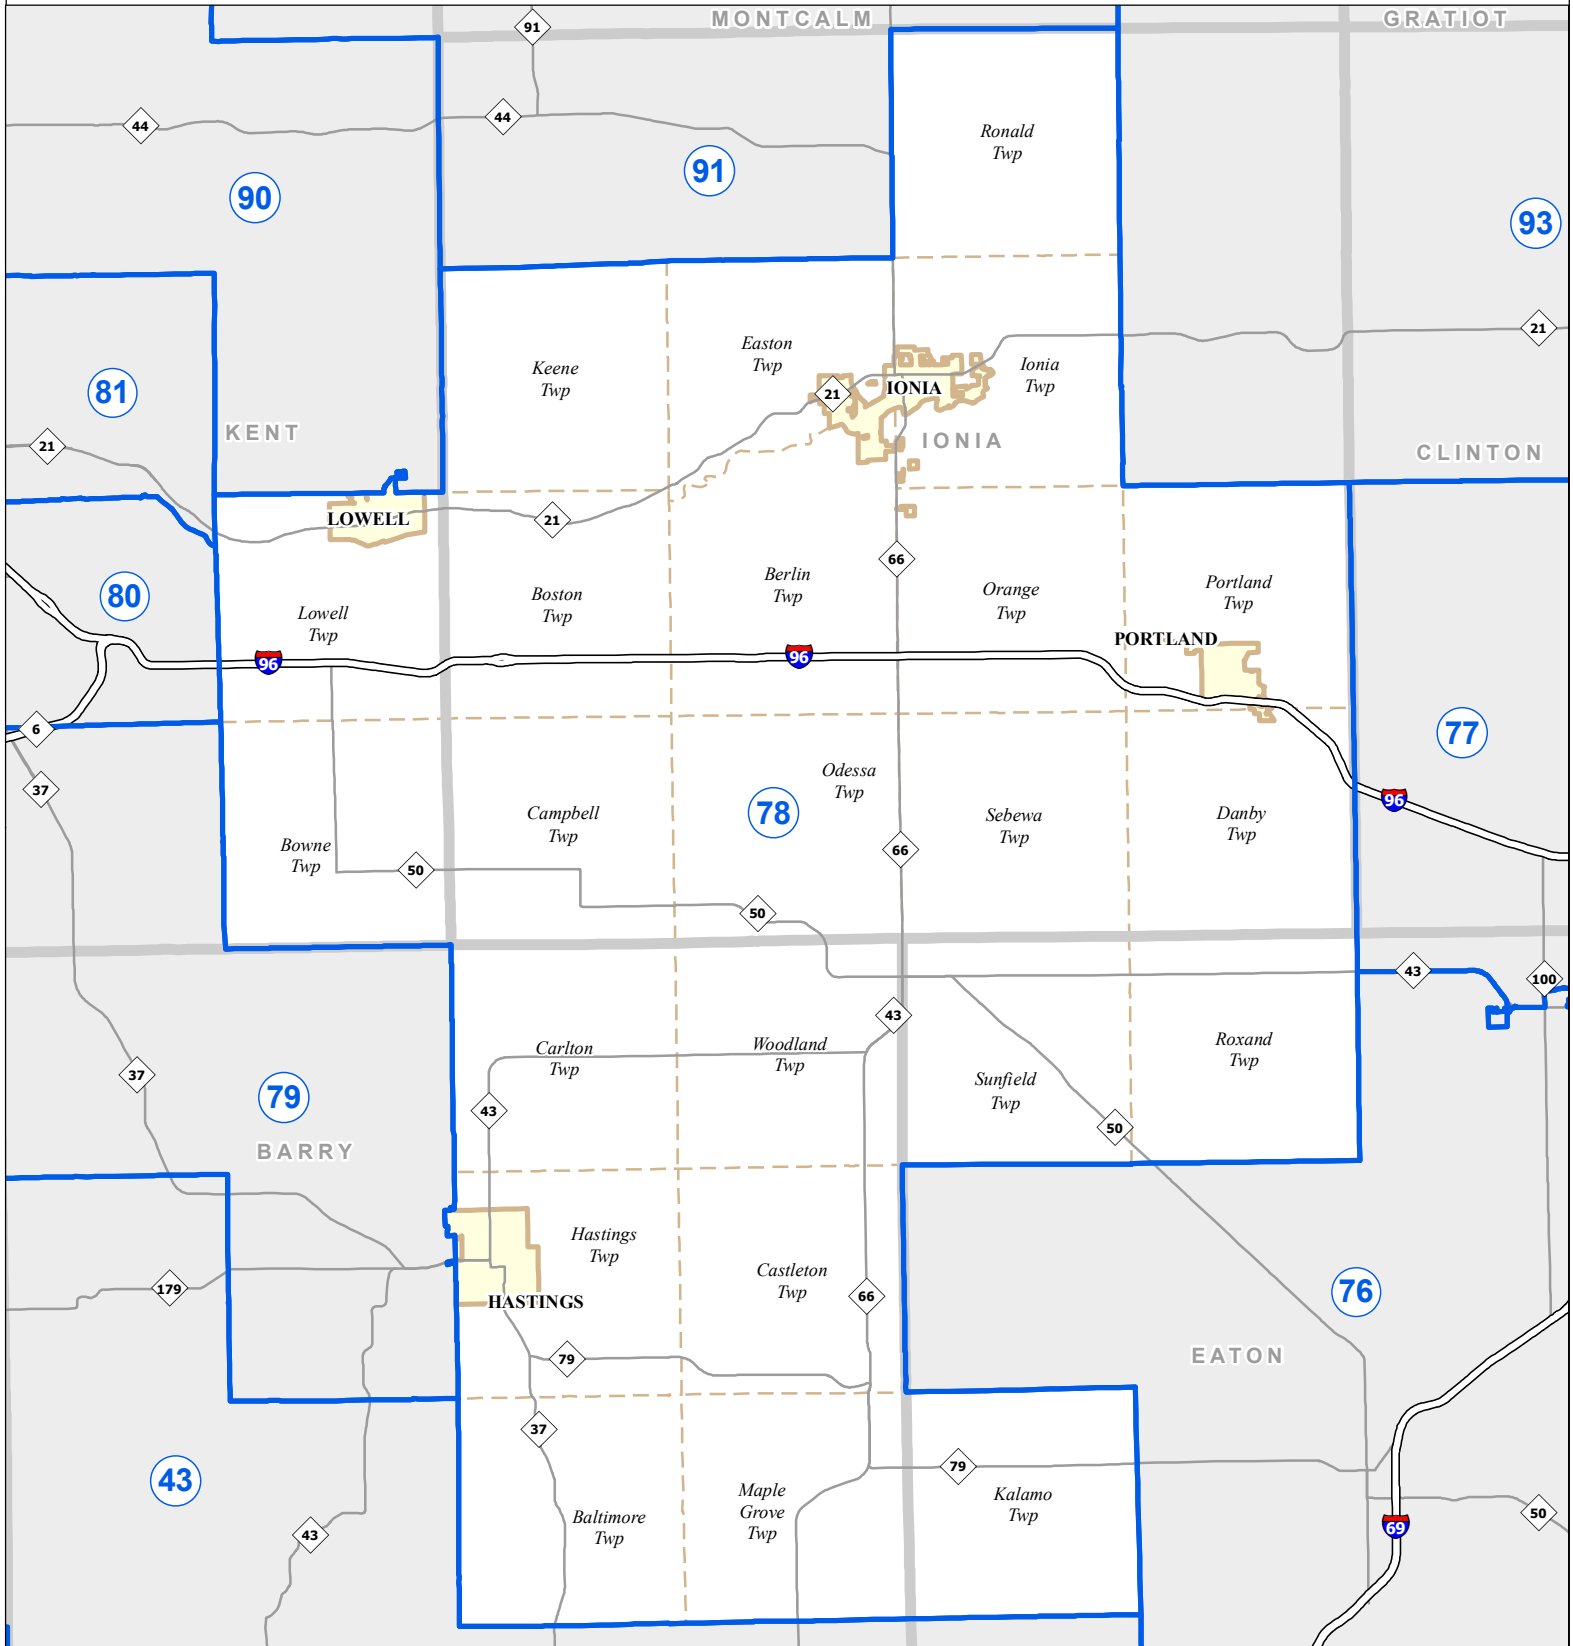 MONTCALM
GRATIOT
91
44
44
Ronald
Twp
91
90
93
21
Easton
Twp
Keene
Twp
Ionia
Twp
81
21
IONIA
KENT
21
IONIA
CLINTON
LOWELL
21
66
80
Berlin
Twp
Boston
Twp
Orange
Twp
Portland
Twp
Lowell
Twp
PORTLAND
96
96
6
77
37
Odessa
Twp
78
Campbell
Twp
Sebewa
Twp
Danby
Twp
96
Bowne
Twp
50
66
50
43
100
43
Carlton
Twp
Woodland
Twp
Roxand
Twp
37
Sunfield
Twp
79
43
50
BARRY
Hastings
Twp
Castleton
Twp
179
66
76
HASTINGS
79
EATON
37
79
43
Maple
Grove
Twp
Kalamo
Twp
Baltimore
Twp
43
69
50